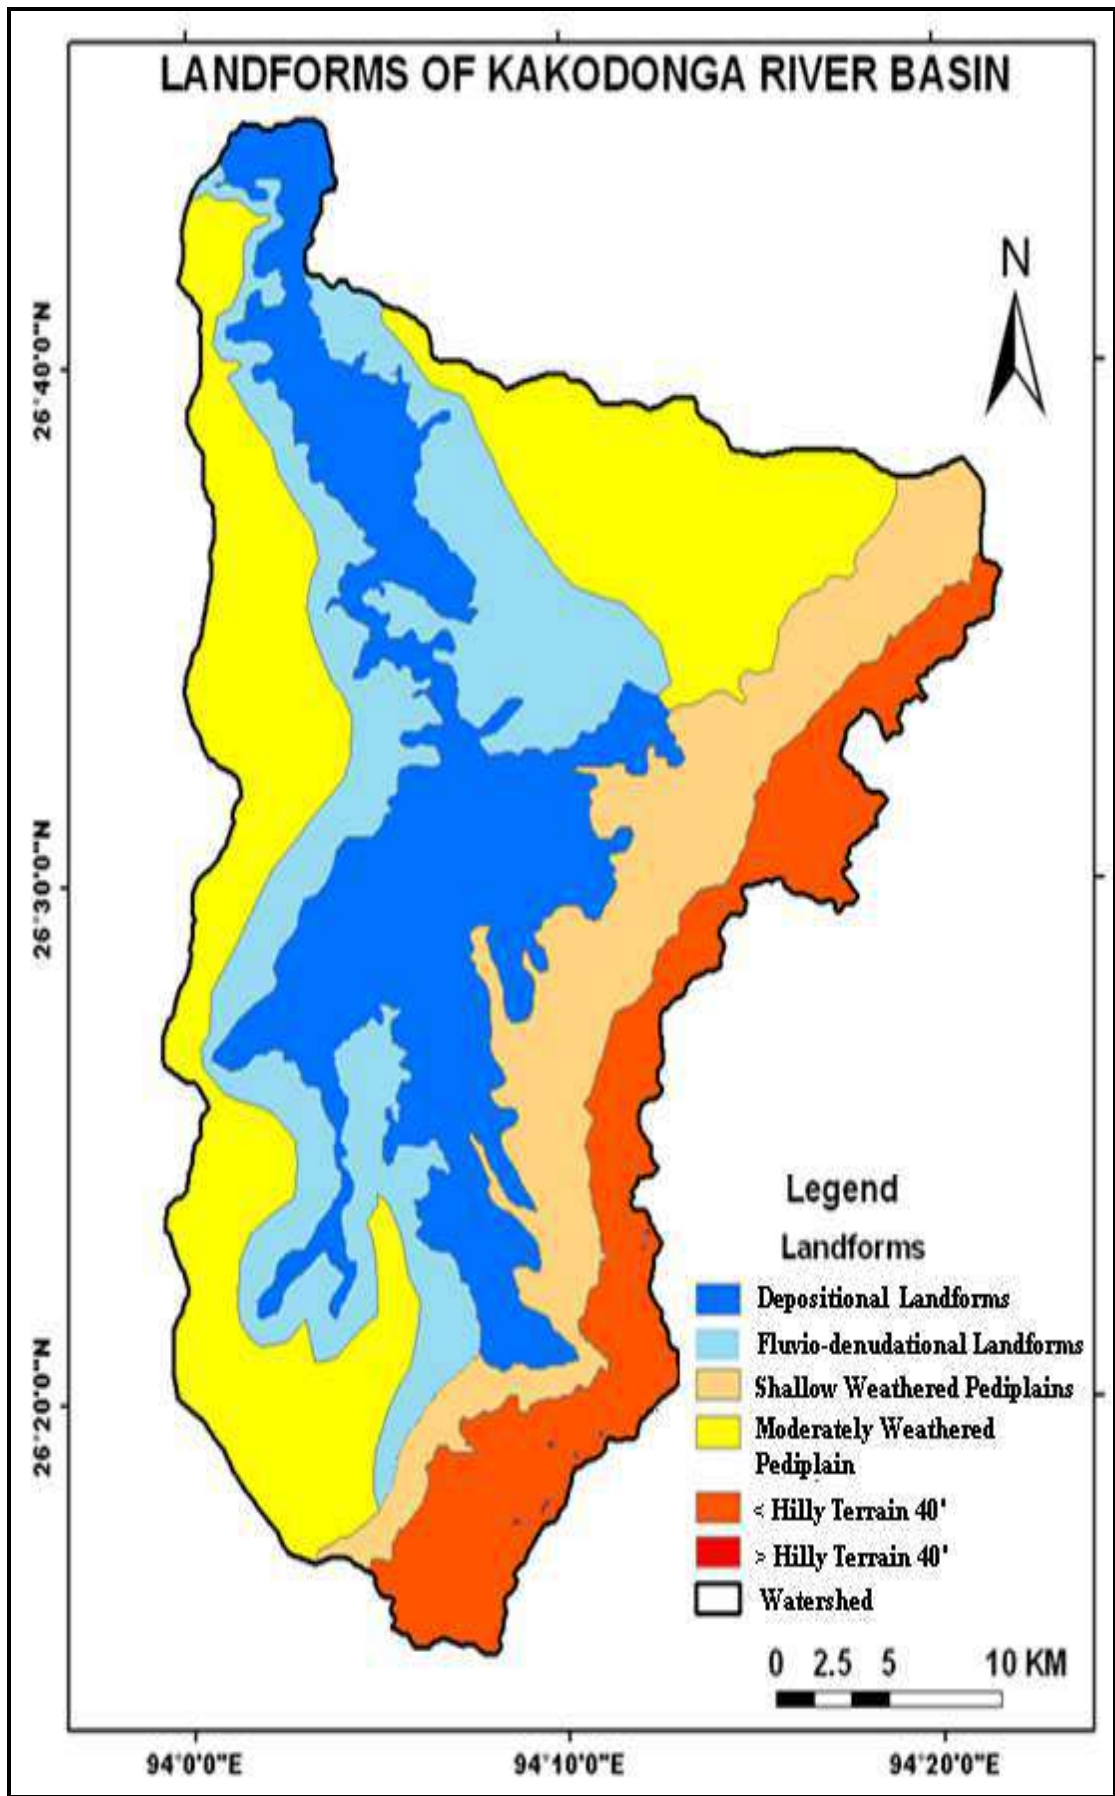 LANDFORMS OF KAKODONGA RIVER BASIN
N
26°40'0"N
26°30'0"N
26°20'0"N
Legend
Landforms
Depositional Landforms
Fluvio-denudational Landforms
Shallow Weathered Pediplains
Moderately Weathered
Pediplain
< Hilly Terrain 40'
> Hilly Terrain 40'
Watershed
0 2.5 5 10 KM
94°0'0"E 94°10'0"E 94°20'0"E